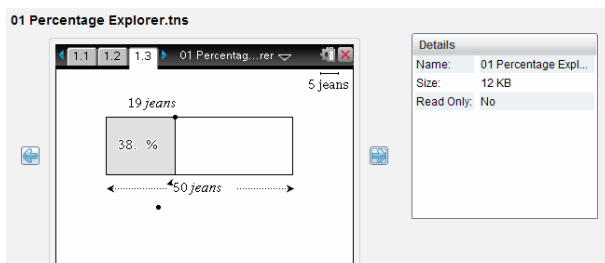 01 Percentage Explorer.tns
1.1 1.2 1.3 01 Percentag...rer
5 jeans
19 jeans
38. %
50 jeans
Details
Name: 01 Percentage Expl...
Size: 12 KB
Read Only: No